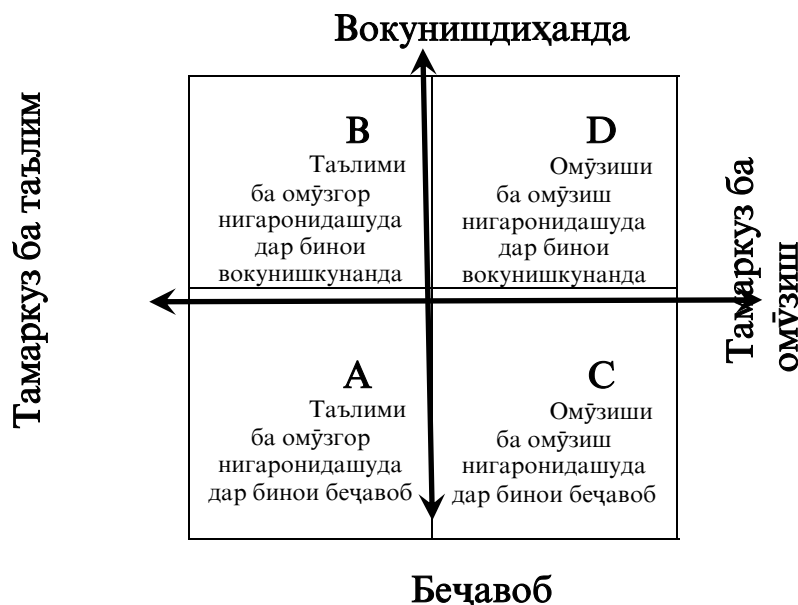 Вокунишдиҳанда
Тамаркуз ба таълим
B
Таълими
ба омӯзгор
нигаронидашуда
дар бинои
вокунишкунанда
D
Омӯзиши
ба омӯзиш
нигаронидашуда
дар бинои
вокунишкунанда
Тамаркуз ба
омӯзиш
A
Таълими
ба омӯзгор
нигаронидашуда
дар бинои беҷавоб
C
Омӯзиши
ба омӯзиш
нигаронидашуда
дар бинои беҷавоб
Беҷавоб